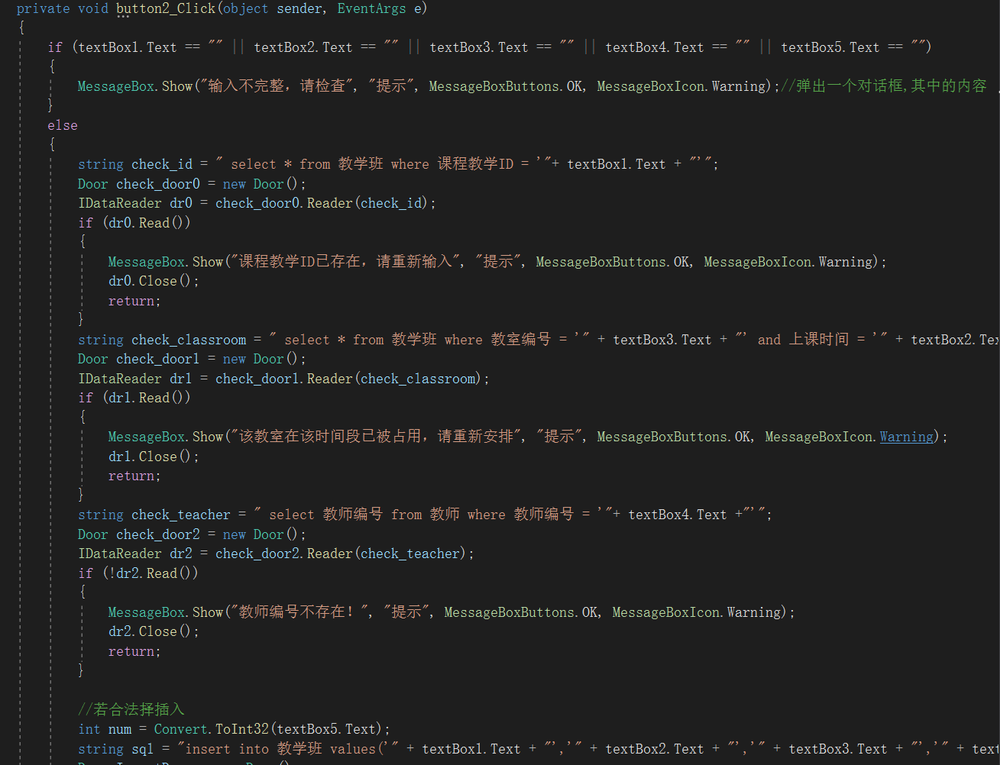 private void button2_Click(object sender, EventArgs e)
{
if (textBox1.Text == "" || textBox2.Text == "" || textBox3.Text == "" || textBox4.Text == "" || textBox5.Text == "")
{
MessageBox.Show("输入不完整，请检查", "提示", MessageBoxButtons.OK, MessageBoxIcon.Warning);//弹出一个对话框,其中的内容
}
else
{
string check_id = " select * from 教学班 where 课程教学ID = '"+ textBox1.Text + "'";
Door check_door0 = new Door();
IDataReader dr0 = check_door0.Reader(check_id);
if (dr0.Read())
{
MessageBox.Show("课程教学ID已存在，请重新输入", "提示", MessageBoxButtons.OK, MessageBoxIcon.Warning);
dr0.Close();
return;
}
string check_classroom = " select * from 教学班 where 教室编号 = '" + textBox3.Text + "' and 上课时间 = '" + textBox2.Te
Door check_door1 = new Door();
IDataReader dr1 = check_door1.Reader(check_classroom);
if (dr1.Read())
{
MessageBox.Show("该教室在该时间段已被占用，请重新安排", "提示", MessageBoxButtons.OK, MessageBoxIcon.Warning);
dr1.Close();
return;
}
string check_teacher = " select 教师编号 from 教师 where 教师编号 = '"+ textBox4.Text +"'";
Door check_door2 = new Door();
IDataReader dr2 = check_door2.Reader(check_teacher);
if (!dr2.Read())
{
MessageBox.Show("教师编号不存在！", "提示", MessageBoxButtons.OK, MessageBoxIcon.Warning);
dr2.Close();
return;
}
//若合法择插入
int num = Convert.ToInt32(textBox5.Text);
string sql = "insert into 教学班 values('" + textBox1.Text + "','" + textBox2.Text + "','" + textBox3.Text + "','" + text